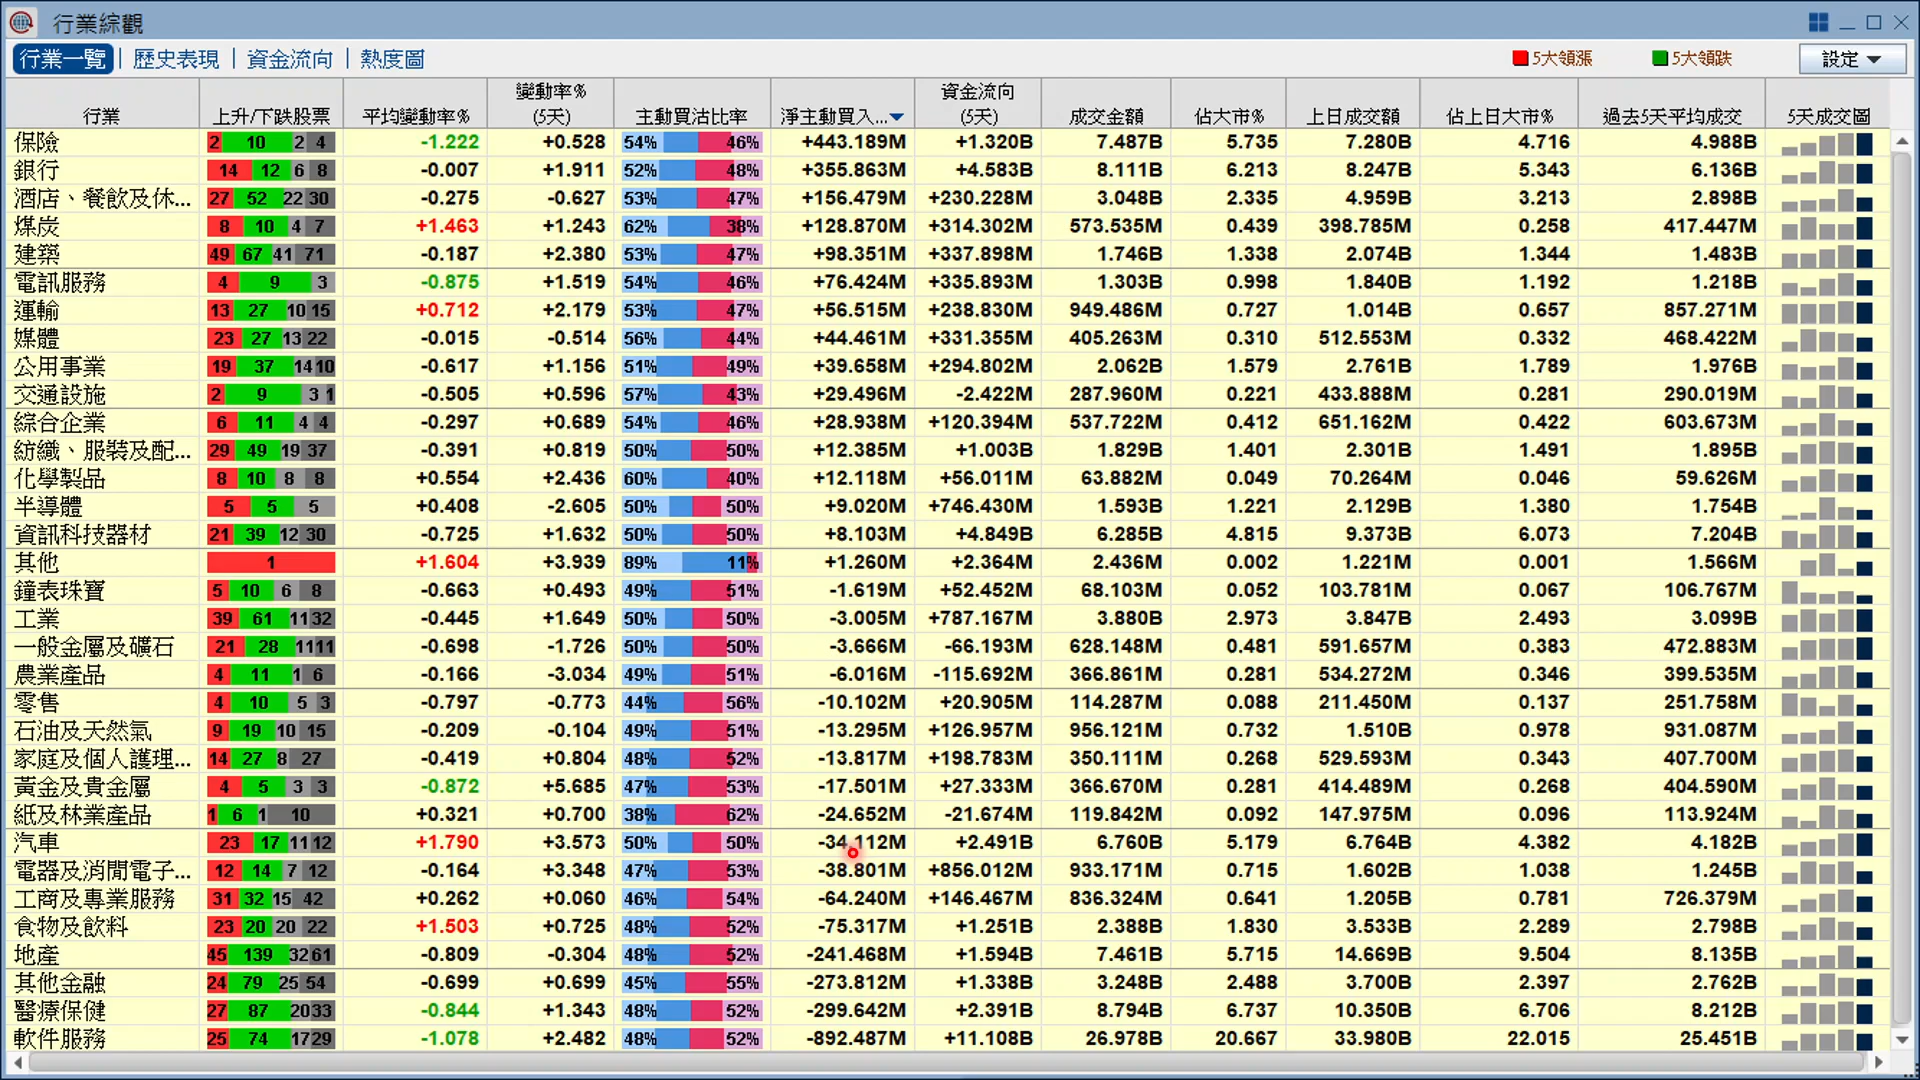 行業綜觀
行業一覽 歷史表現 資金流向 熱度圖 5大領漲 5大領跌 設定
行業 上升/下跌股票 平均變動率% 變動率% (5天) 主動買沽比率 淨主動買入... 資金流向 (5天) 成交金額 佔大市% 上日成交額 佔上日大市% 過去5天平均成交 5天成交圖
保險 2 10 2 4 -1.222 +0.528 54% 46% +443.189M +1.320B 7.487B 5.735 7.280B 4.716 4.988B
銀行 14 12 6 8 -0.007 +1.911 52% 48% +355.863M +4.583B 8.111B 6.213 8.247B 5.343 6.136B
酒店、餐飲及休... 27 52 22 30 -0.275 -0.627 53% 47% +156.479M +230.228M 3.048B 2.335 4.959B 3.213 2.898B
煤炭 8 10 4 7 +1.463 +1.243 62% 38% +128.870M +314.302M 573.535M 0.439 398.785M 0.258 417.447M
建築 49 67 41 71 -0.187 +2.380 53% 47% +98.351M +337.898M 1.746B 1.338 2.074B 1.344 1.483B
電訊服務 4 9 3 -0.875 +1.519 54% 46% +76.424M +335.893M 1.303B 0.998 1.840B 1.192 1.218B
運輸 13 27 10 15 +0.712 +2.179 53% 47% +56.515M +238.830M 949.486M 0.727 1.014B 0.657 857.271M
媒體 23 27 13 22 -0.015 -0.514 56% 44% +44.461M +331.355M 405.263M 0.310 512.553M 0.332 468.422M
公用事業 19 37 14 10 -0.617 +1.156 51% 49% +39.658M +294.802M 2.062B 1.579 2.761B 1.789 1.976B
交通設施 2 9 3 1 -0.505 +0.596 57% 43% +29.496M -2.422M 287.960M 0.221 433.888M 0.281 290.019M
綜合企業 6 11 4 4 -0.297 +0.689 54% 46% +28.938M +120.394M 537.722M 0.412 651.162M 0.422 603.673M
紡織、服裝及配... 29 49 19 37 -0.391 +0.819 50% 50% +12.385M +1.003B 1.829B 1.401 2.301B 1.491 1.895B
化學製品 8 10 8 8 +0.554 +2.436 60% 40% +12.118M +56.011M 63.882M 0.049 70.264M 0.046 59.626M
半導體 5 5 5 +0.408 -2.605 50% 50% +9.020M +746.430M 1.593B 1.221 2.129B 1.380 1.754B
資訊科技器材 21 39 12 30 -0.725 +1.632 50% 50% +8.103M +4.849B 6.285B 4.815 9.373B 6.073 7.204B
其他 1 +1.604 +3.939 89% 11% +1.260M +2.364M 2.436M 0.002 1.221M 0.001 1.566M
鐘表珠寶 5 10 6 8 -0.663 +0.493 49% 51% -1.619M +52.452M 68.103M 0.052 103.781M 0.067 106.767M
工業 39 61 11 32 -0.445 +1.649 50% 50% -3.005M +787.167M 3.880B 2.973 3.847B 2.493 3.099B
一般金屬及礦石 21 28 11 11 -0.698 -1.726 50% 50% -3.666M -66.193M 628.148M 0.481 591.657M 0.383 472.883M
農業產品 4 11 1 6 -0.166 -3.034 49% 51% -6.016M -115.692M 366.861M 0.281 534.272M 0.346 399.535M
零售 4 10 5 3 -0.797 -0.773 44% 56% -10.102M +20.905M 114.287M 0.088 211.450M 0.137 251.758M
石油及天然氣 9 19 10 15 -0.209 -0.104 49% 51% -13.295M +126.957M 956.121M 0.732 1.510B 0.978 931.087M
家庭及個人護理... 14 27 8 27 -0.419 +0.804 48% 52% -13.817M +198.783M 350.111M 0.268 529.593M 0.343 407.700M
黃金及貴金屬 4 5 3 3 -0.872 +5.685 47% 53% -17.501M +27.333M 366.670M 0.281 414.489M 0.268 404.590M
紙及林業產品 1 6 1 10 +0.321 +0.700 38% 62% -24.652M -21.674M 119.842M 0.092 147.975M 0.096 113.924M
汽車 23 17 11 12 +1.790 +3.573 50% 50% -34.112M +2.491B 6.760B 5.179 6.764B 4.382 4.182B
電器及消閒電子... 12 14 7 12 -0.164 +3.348 47% 53% -38.801M +856.012M 933.171M 0.715 1.602B 1.038 1.245B
工商及專業服務 31 32 15 42 +0.262 +0.060 46% 54% -64.240M +146.467M 836.324M 0.641 1.205B 0.781 726.379M
食物及飲料 23 20 20 22 +1.503 +0.725 48% 52% -75.317M +1.251B 2.388B 1.830 3.533B 2.289 2.798B
地產 45 139 32 61 -0.809 -0.304 48% 52% -241.468M +1.594B 7.461B 5.715 14.669B 9.504 8.135B
其他金融 24 79 25 54 -0.699 +0.699 45% 55% -273.812M +1.338B 3.248B 2.488 3.700B 2.397 2.762B
醫療保健 27 87 20 33 -0.844 +1.343 48% 52% -299.642M +2.391B 8.794B 6.737 10.350B 6.706 8.212B
軟件服務 25 74 17 29 -1.078 +2.482 48% 52% -892.487M +11.108B 26.978B 20.667 33.980B 22.015 25.451B